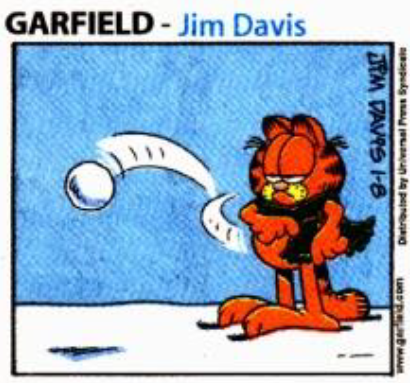 GARFIELD - Jim Davis
JIM DAVIS 1-8
Distributed by Universal Press Syndicate
www.garfield.com